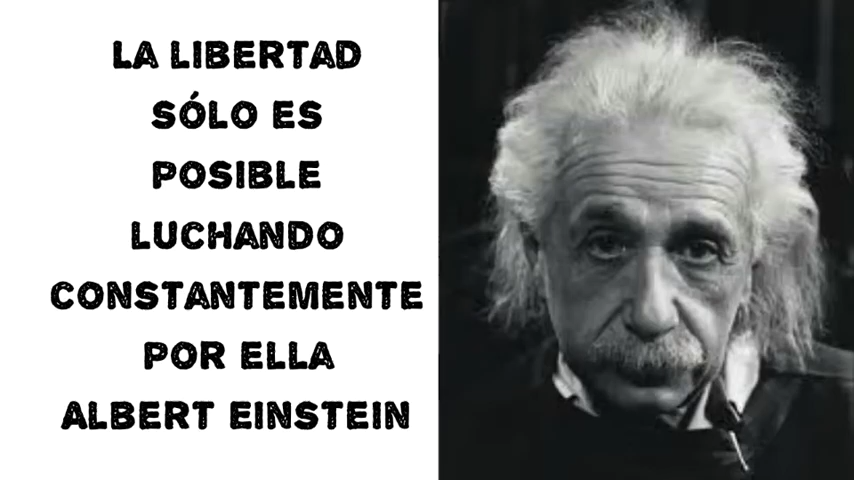 LA LIBERTAD
SÓLO ES
POSIBLE
LUCHANDO
CONSTANTEMENTE
POR ELLA
ALBERT EINSTEIN